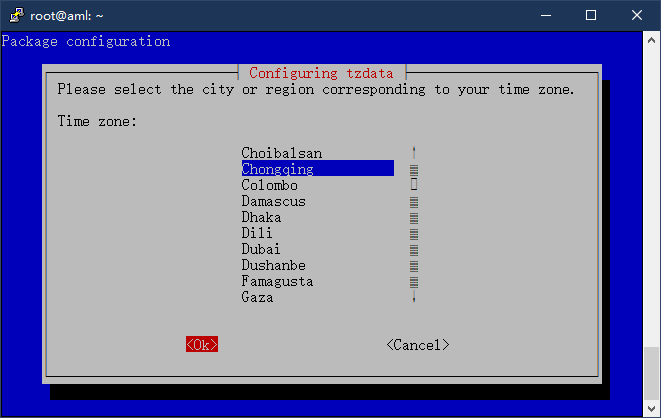 root@aml: ~
Package configuration
Configuring tzdata
Please select the city or region corresponding to your time zone.
Time zone:
Choibalsan
Chongqing
Colombo
Damascus
Dhaka
Dili
Dubai
Dushanbe
Famagusta
Gaza
<Ok> <Cancel>